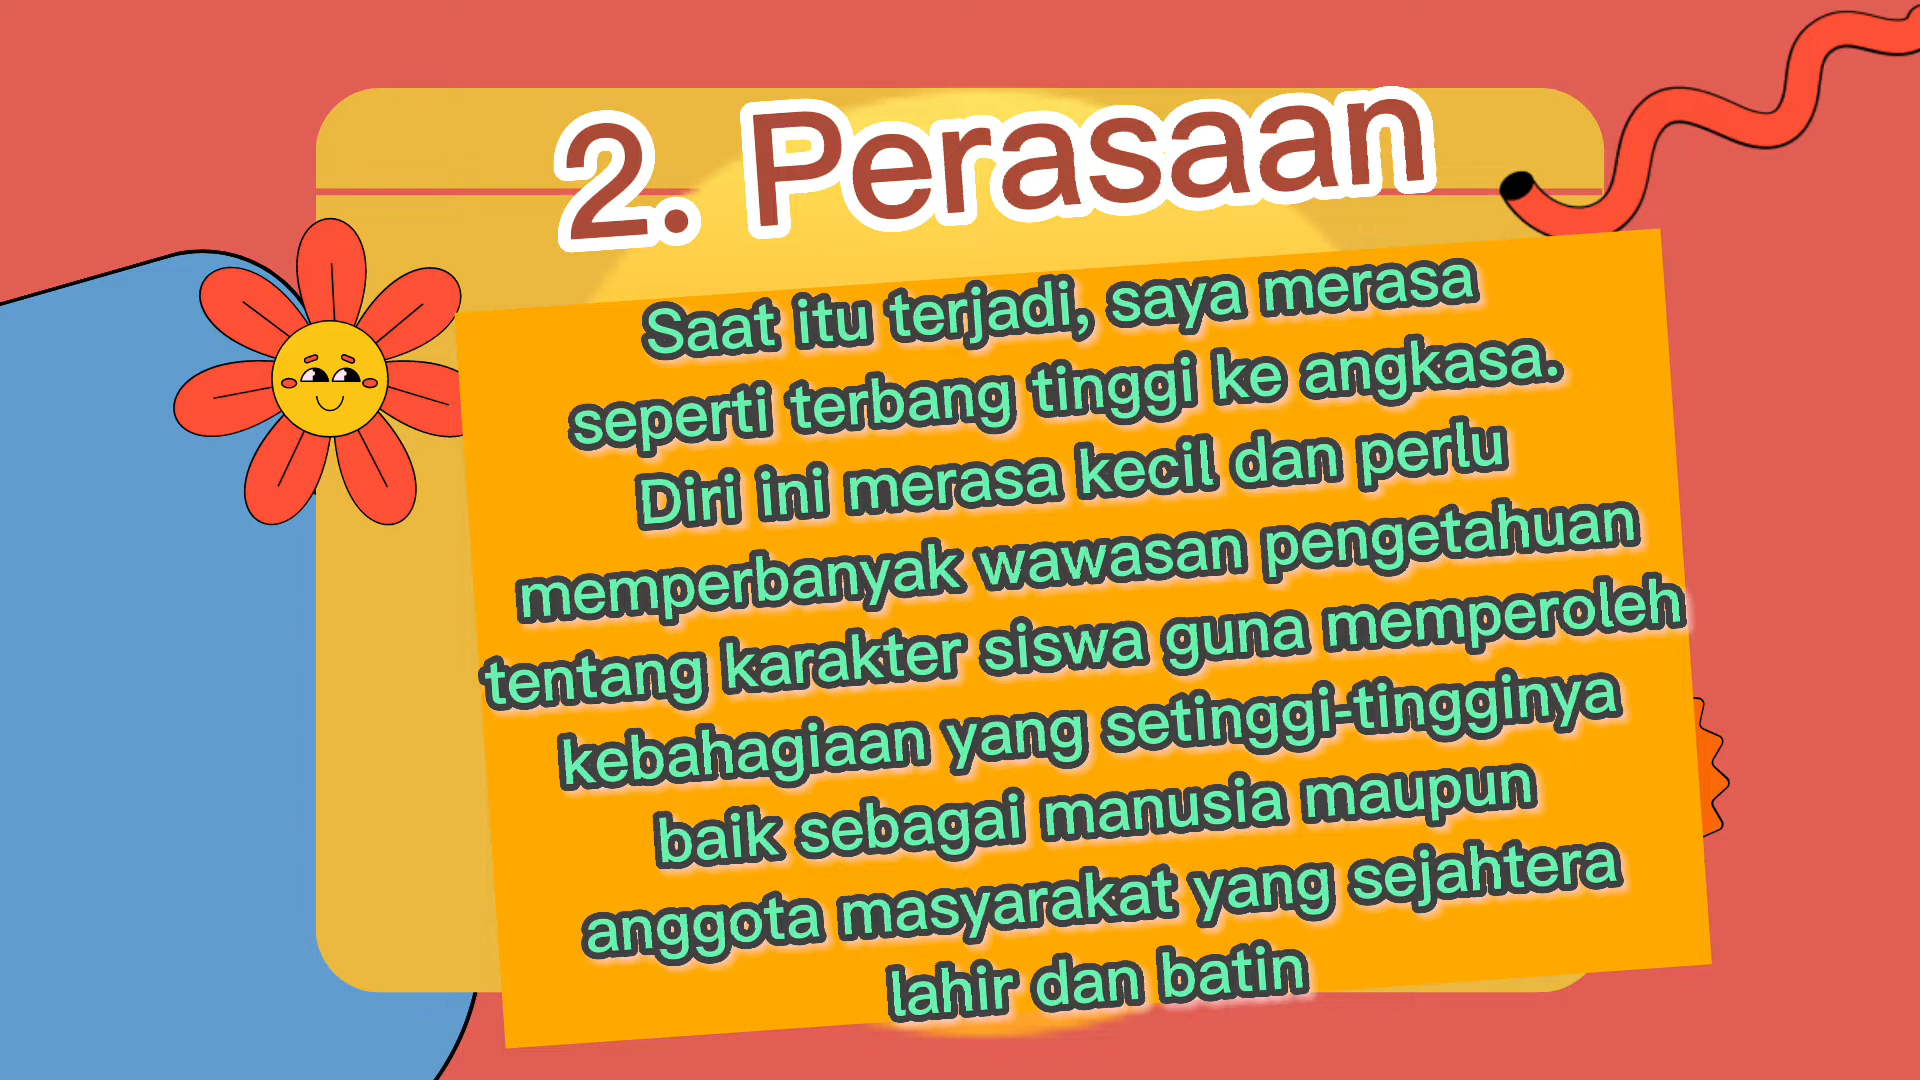 2. Perasaan
Saat itu terjadi, saya merasa
seperti terbang tinggi ke angkasa.
Diri ini merasa kecil dan perlu
memperbanyak wawasan pengetahuan
tentang karakter siswa guna memperoleh
kebahagiaan yang setinggi-tingginya
baik sebagai manusia maupun
anggota masyarakat yang sejahtera
lahir dan batin